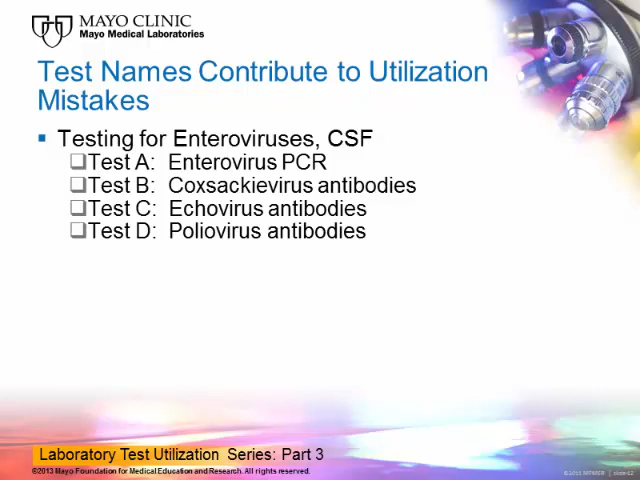 MAYO CLINIC
Mayo Medical Laboratories
Test Names Contribute to Utilization
Mistakes
Testing for Enteroviruses, CSF
Test A: Enterovirus PCR
Test B: Coxsackievirus antibodies
Test C: Echovirus antibodies
Test D: Poliovirus antibodies
Laboratory Test Utilization Series: Part 3
©2013 Mayo Foundation for Medical Education and Research. All rights reserved.